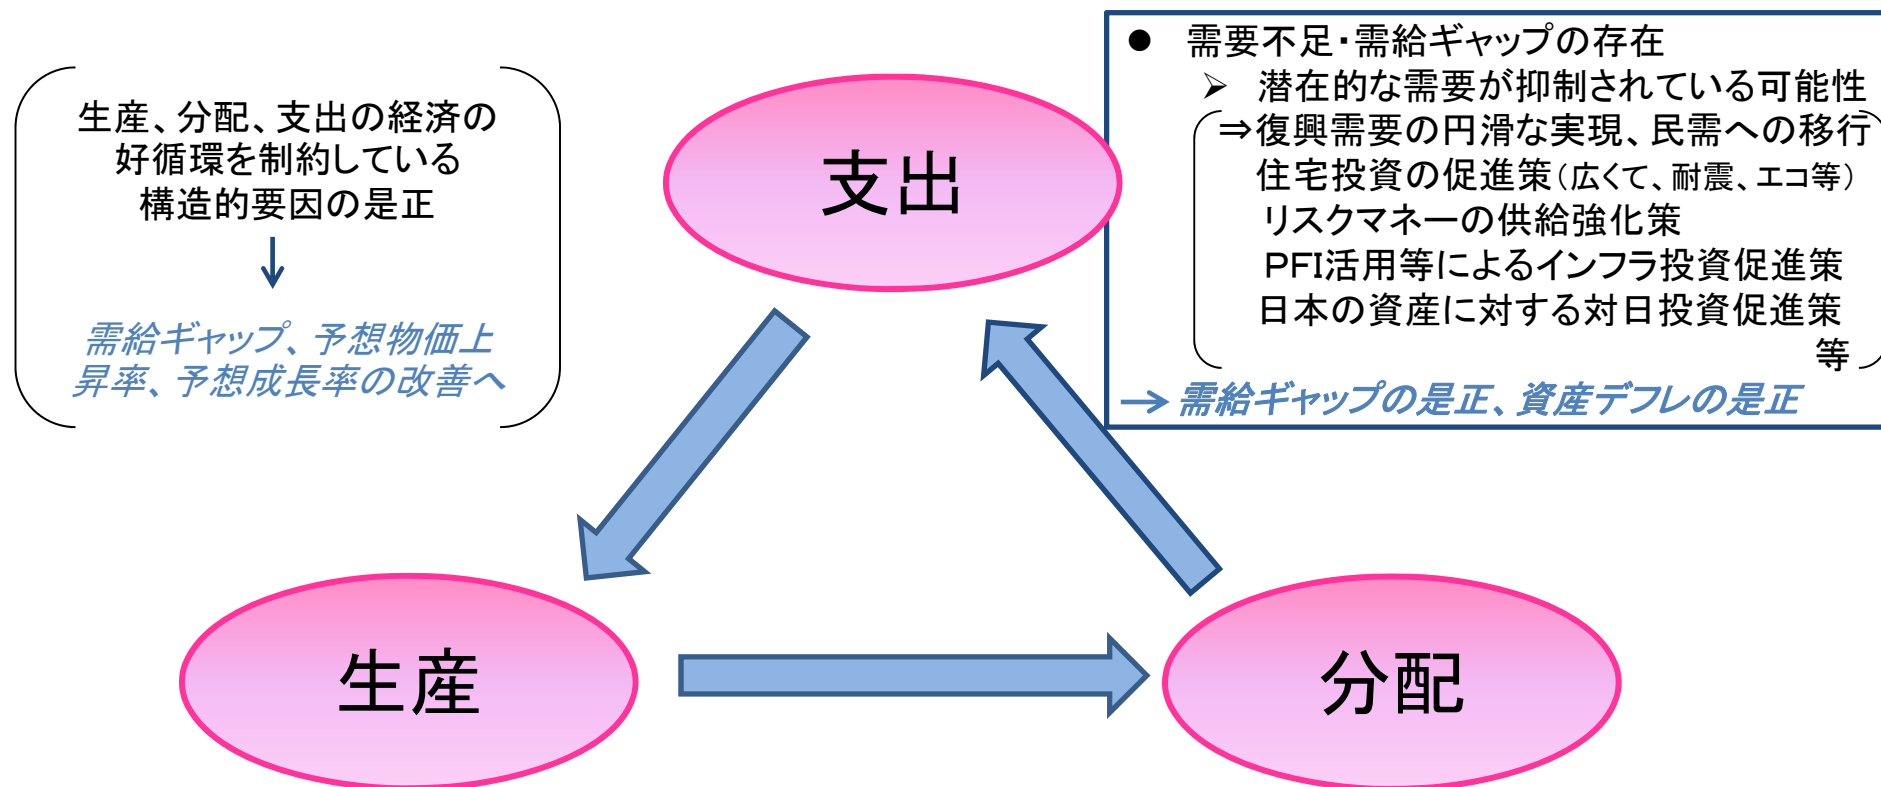 生産、分配、支出の経済の
好循環を制約している
構造的要因の是正
↓
需給ギャップ、予想物価上
昇率、予想成長率の改善へ
支出
● 需要不足・需給ギャップの存在
➢ 潜在的な需要が抑制されている可能性
⇒復興需要の円滑な実現、民需への移行
住宅投資の促進策(広くて、耐震、エコ等)
リスクマネーの供給強化策
PFI活用等によるインフラ投資促進策
日本の資産に対する対日投資促進策
等
→需給ギャップの是正、資産デフレの是正
生産
分配